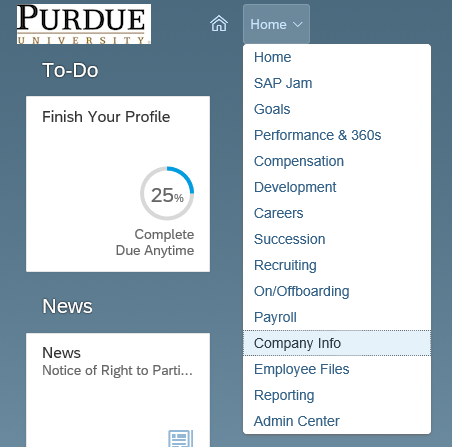 PURDUE
UNIVERSITY
Home
To-Do
Finish Your Profile
25%
Complete
Due Anytime
News
News
Notice of Right to Parti...
Home
SAP Jam
Goals
Performance & 360s
Compensation
Development
Careers
Succession
Recruiting
On/Offboarding
Payroll
Company Info
Employee Files
Reporting
Admin Center